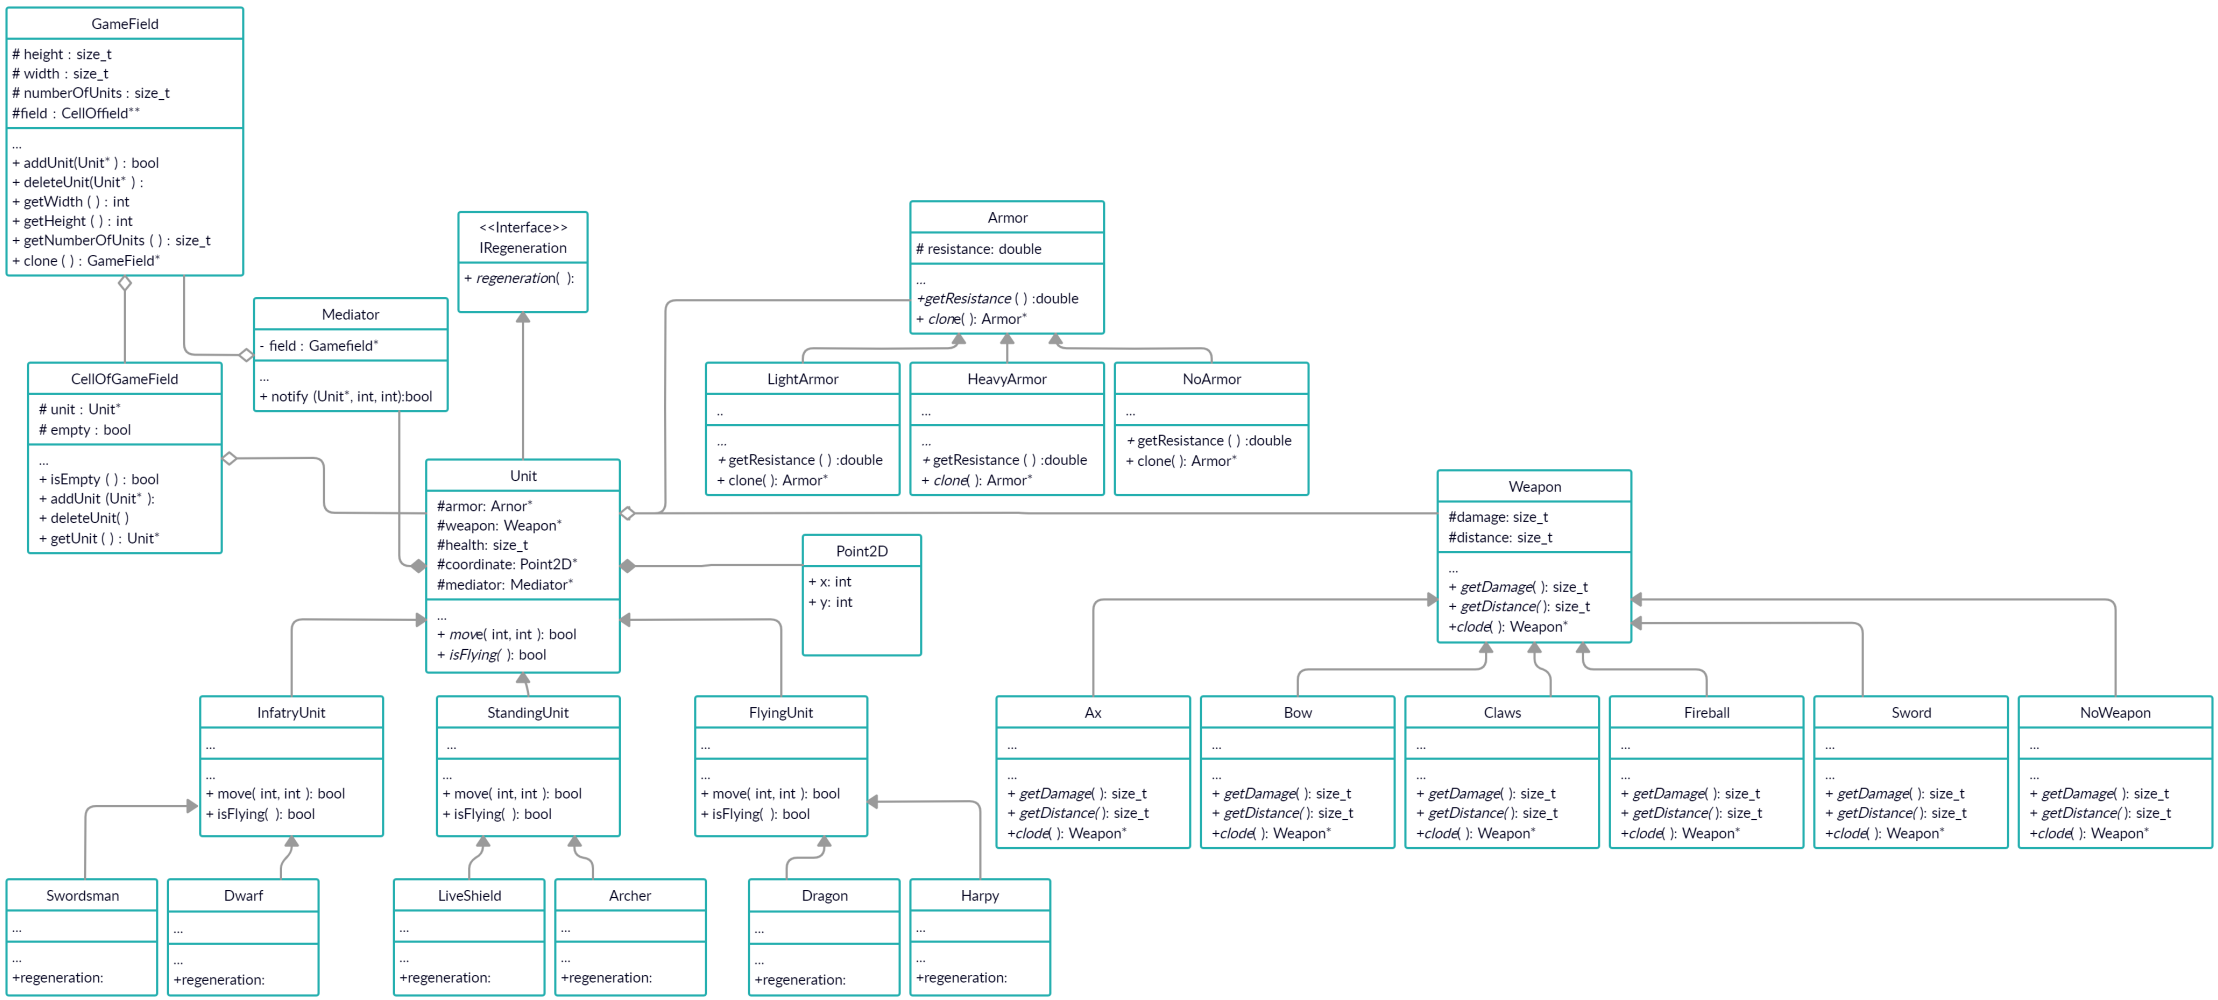 GameField
# height : size_t
# width : size_t
# numberOfUnits : size_t
#field : CellOffield**
...
+ addUnit(Unit* ) : bool
+ deleteUnit(Unit* ) :
+ getWidth ( ) : int
+ getHeight ( ) : int
+ getNumberOfUnits ( ) : size_t
+ clone ( ) : GameField*
<<Interface>>
IRegeneration
+ regeneration( ):
Armor
# resistance: double
...
+getResistance ( ) :double
+ clone( ): Armor*
Mediator
- field : Gamefield*
...
+ notify (Unit*, int, int):bool
CellOfGameField
# unit : Unit*
# empty : bool
...
+ isEmpty ( ) : bool
+ addUnit (Unit* ):
+ deleteUnit( )
+ getUnit ( ) : Unit*
LightArmor
..
...
+ getResistance ( ) :double
+ clone( ): Armor*
HeavyArmor
...
...
+ getResistance ( ) :double
+ clone( ): Armor*
NoArmor
...
+ getResistance ( ) :double
+ clone( ): Armor*
Unit
#armor: Arnor*
#weapon: Weapon*
#health: size_t
#coordinate: Point2D*
#mediator: Mediator*
...
+ move( int, int ): bool
+ isFlying( ): bool
Point2D
+ x: int
+ y: int
Weapon
#damage: size_t
#distance: size_t
...
+ getDamage( ): size_t
+ getDistance( ): size_t
+clode( ): Weapon*
InfatryUnit
...
...
+ move( int, int ): bool
+ isFlying( ): bool
StandingUnit
...
...
+ move( int, int ): bool
+ isFlying( ): bool
FlyingUnit
...
...
+ move( int, int ): bool
+ isFlying( ): bool
Ax
...
...
+ getDamage( ): size_t
+ getDistance( ): size_t
+clode( ): Weapon*
Bow
...
...
+ getDamage( ): size_t
+ getDistance( ): size_t
+clode( ): Weapon*
Claws
...
...
+ getDamage( ): size_t
+ getDistance( ): size_t
+clode( ): Weapon*
Fireball
...
...
+ getDamage( ): size_t
+ getDistance( ): size_t
+clode( ): Weapon*
Sword
...
...
+ getDamage( ): size_t
+ getDistance( ): size_t
+clode( ): Weapon*
NoWeapon
...
...
+ getDamage( ): size_t
+ getDistance( ): size_t
+clode( ): Weapon*
Swordsman
...
...
+regeneration:
Dwarf
...
...
+regeneration:
LiveShield
...
...
+regeneration:
Archer
...
...
+regeneration:
Dragon
...
...
+regeneration:
Harpy
...
...
+regeneration: